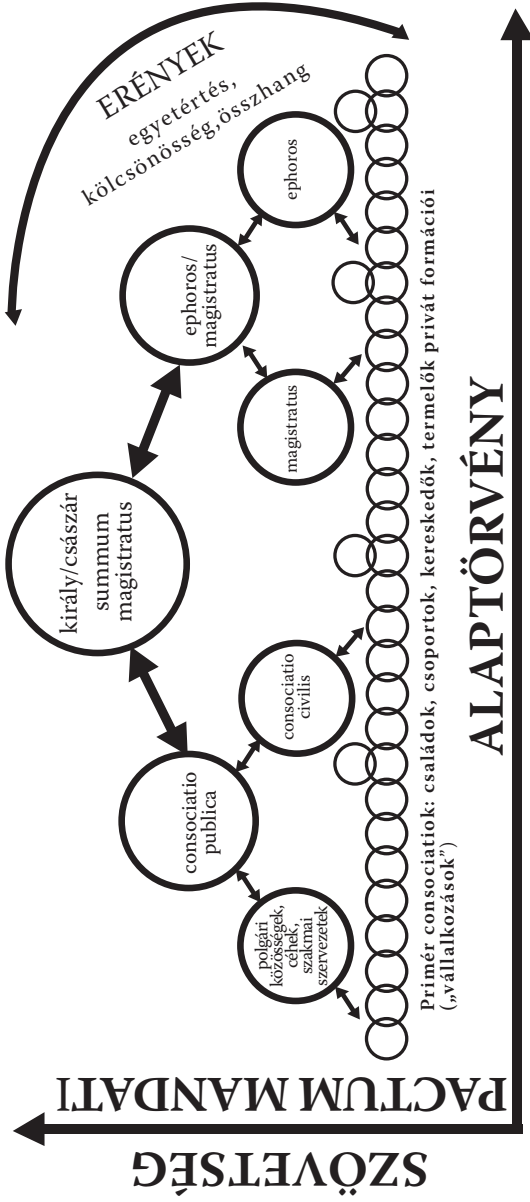 ERÉNYEK
egyetértés,
kölcsönösség, összhang
király/császár
summum
magistratus
consociatio
publica
ephoros/
magistratus
polgári
közösségek,
céhek,
szakmai
szervezetek
consociatio
civilis
magistratus
ephoros
Primér consociatiok: családok, csoportok, kereskedők, termelők privát formációi
(„vállalkozások”)
ALAPTÖRVÉNY
SZÖVETSÉG
PACTUM MANDATI